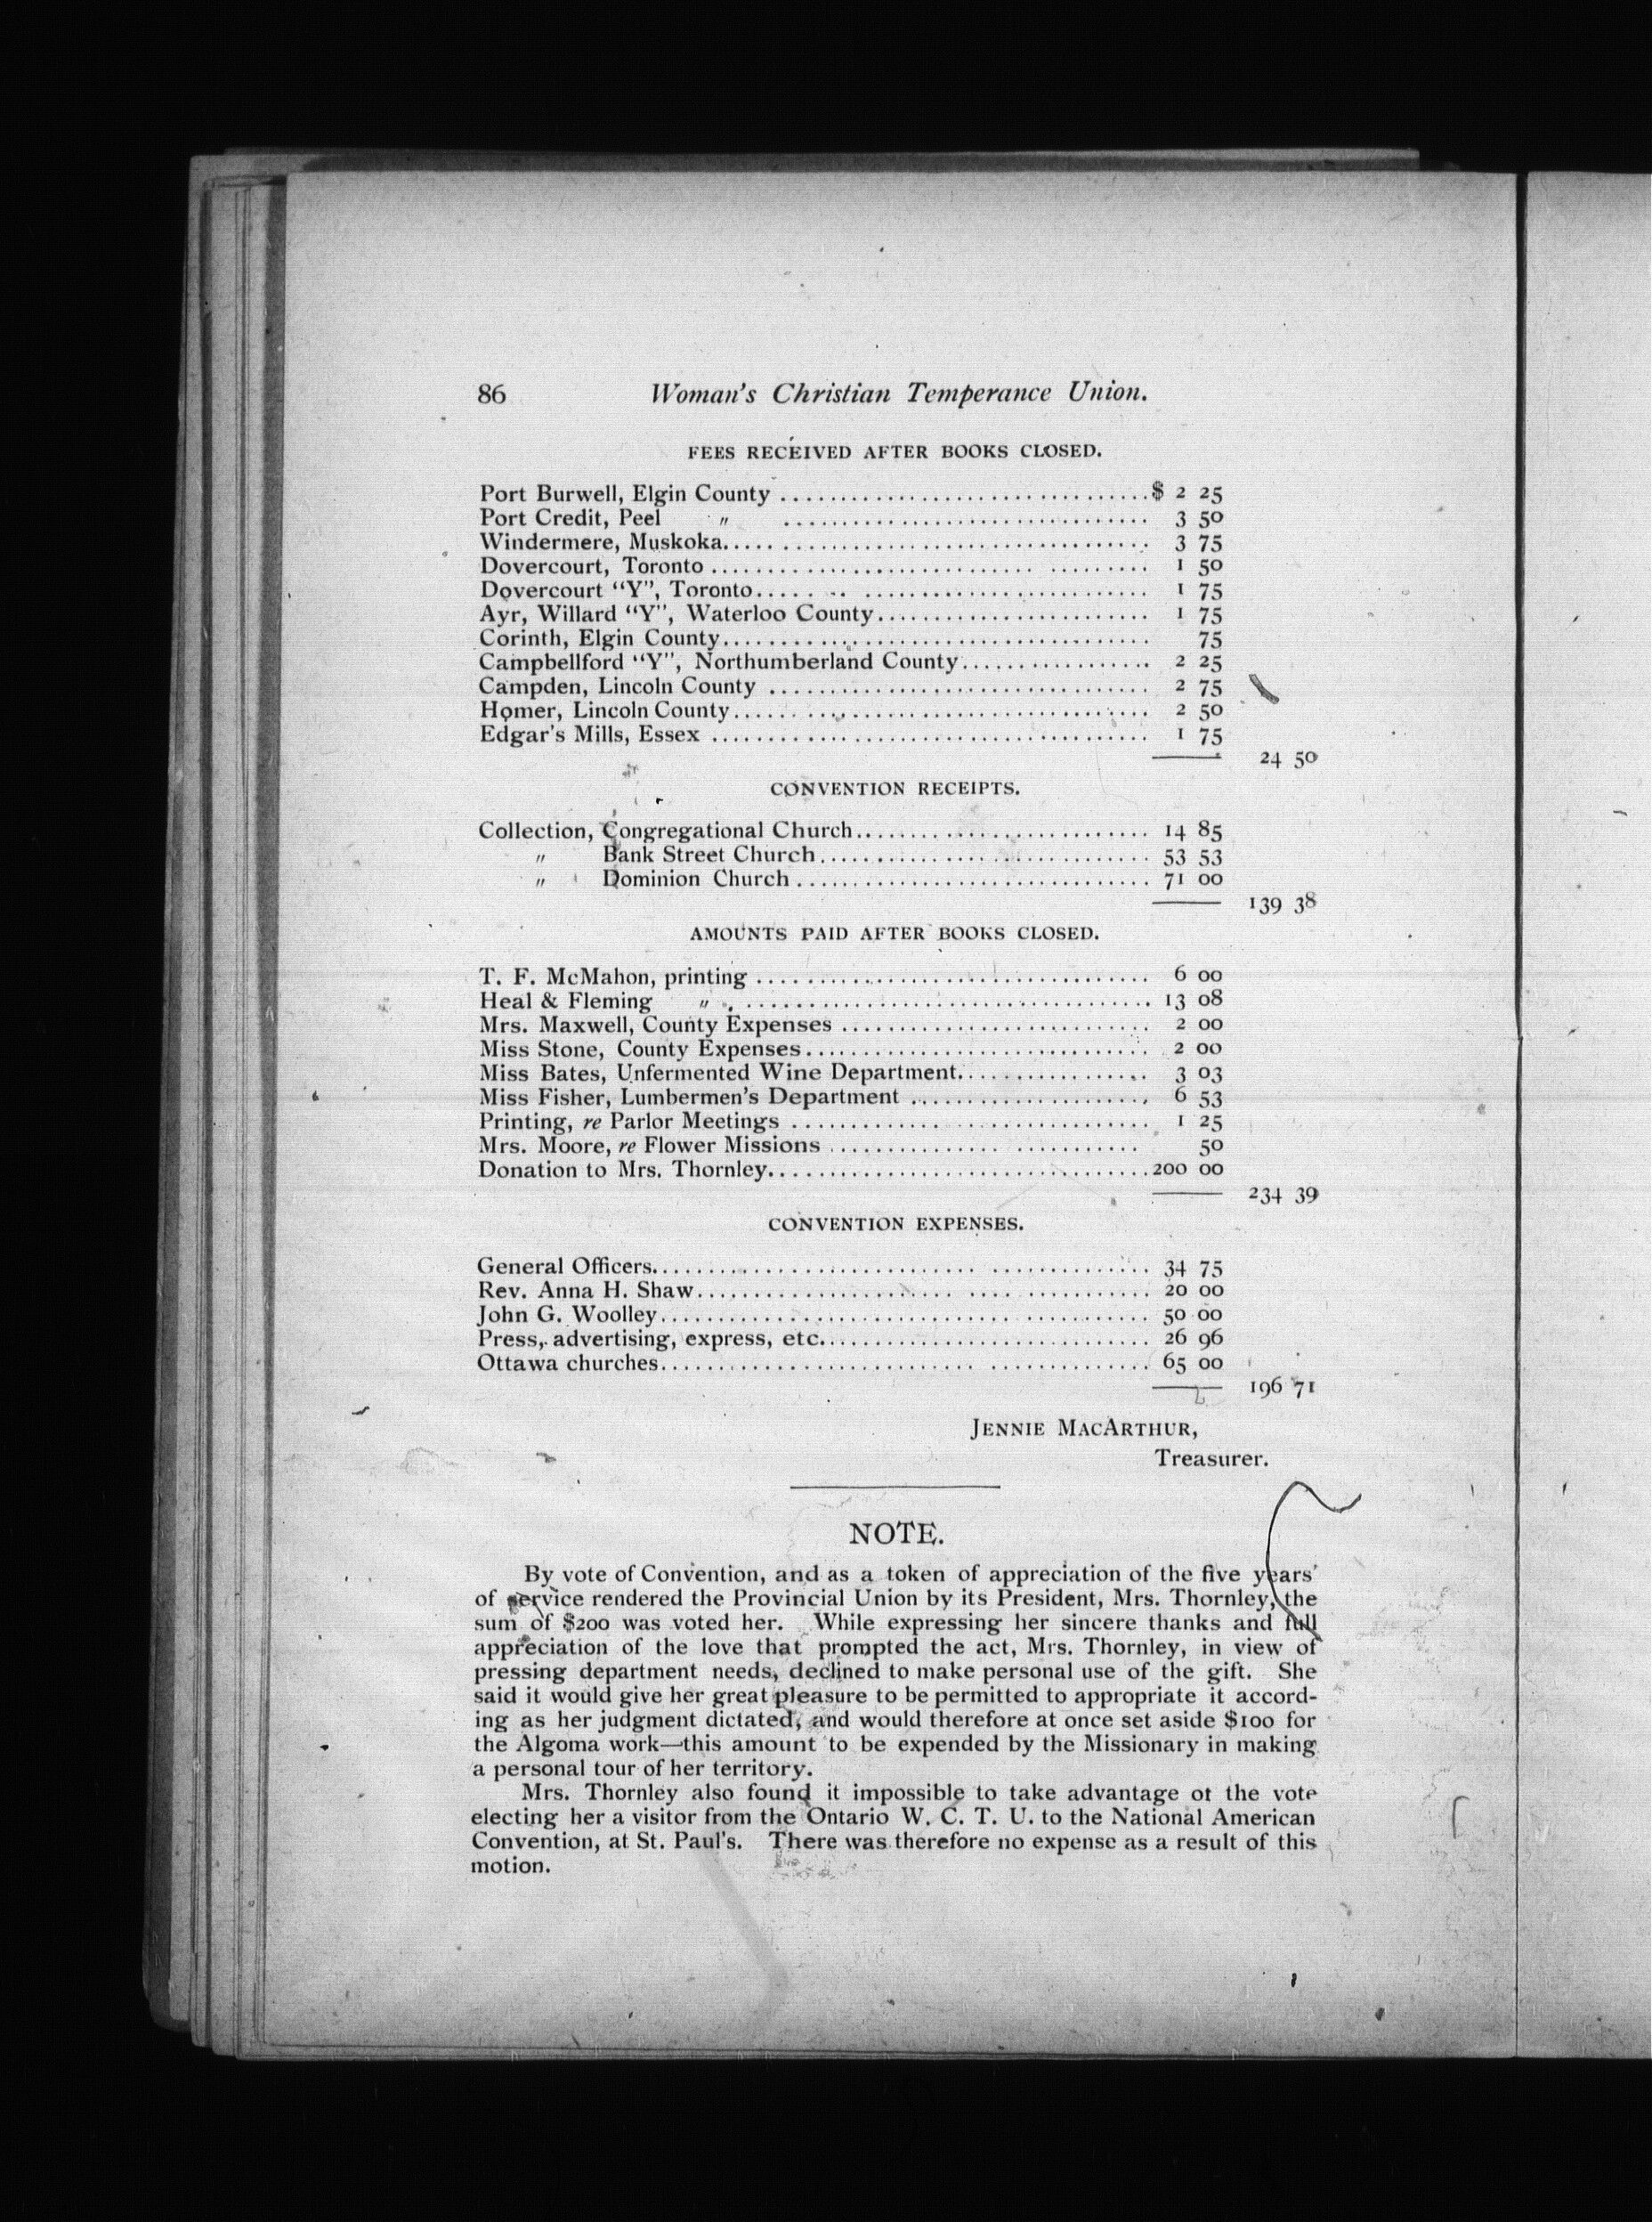 86 Woman's Christian Temperance Union.
FEES RECEIVED AFTER BOOKS CLOSED.
Port Burwell, Elgin County ................................$ 2 25
Port Credit, Peel " ................................ 3 50
Windermere, Muskoka.................................... 3 75
Dovercourt, Toronto .................................... 1 50
Dovercourt "Y", Toronto................................ 1 75
Ayr, Willard "Y", Waterloo County........................ 1 75
Corinth, Elgin County..................................... 75
Campbellford "Y", Northumberland County................. 2 25
Campden, Lincoln County ................................. 2 75
Homer, Lincoln County.................................... 2 50
Edgar's Mills, Essex ...................................... 1 75
24 50
CONVENTION RECEIPTS.
Collection, Congregational Church.......................... 14 85
" Bank Street Church............................. 53 53
" Dominion Church............................... 71 00
139 38
AMOUNTS PAID AFTER BOOKS CLOSED.
T. F. McMahon, printing ................................... 6 00
Heal & Fleming " .................................... 13 08
Mrs. Maxwell, County Expenses ........................... 2 00
Miss Stone, County Expenses.............................. 2 00
Miss Bates, Unfermented Wine Department................. 3 03
Miss Fisher, Lumbermen's Department ..................... 6 53
Printing, re Parlor Meetings ................................ 1 25
Mrs. Moore, re Flower Missions ........................... 50
Donation to Mrs. Thornley..................................200 00
234 39
CONVENTION EXPENSES.
General Officers............................................ 34 75
Rev. Anna H. Shaw........................................ 20 00
John G. Woolley........................................... 50 00
Press, advertising, express, etc............................. 26 96
Ottawa churches........................................... 65 00
196 71
JENNIE MACARTHUR,
Treasurer.
NOTE.
By vote of Convention, and as a token of appreciation of the five years'
of service rendered the Provincial Union by its President, Mrs. Thornley, the
sum of $200 was voted her. While expressing her sincere thanks and full
appreciation of the love that prompted the act, Mrs. Thornley, in view of
pressing department needs, declined to make personal use of the gift. She
said it would give her great pleasure to be permitted to appropriate it accord-
ing as her judgment dictated, and would therefore at once set aside $100 for
the Algoma work—this amount to be expended by the Missionary in making
a personal tour of her territory.
Mrs. Thornley also found it impossible to take advantage of the vote
electing her a visitor from the Ontario W. C. T. U. to the National American
Convention, at St. Paul's. There was therefore no expense as a result of this
motion.